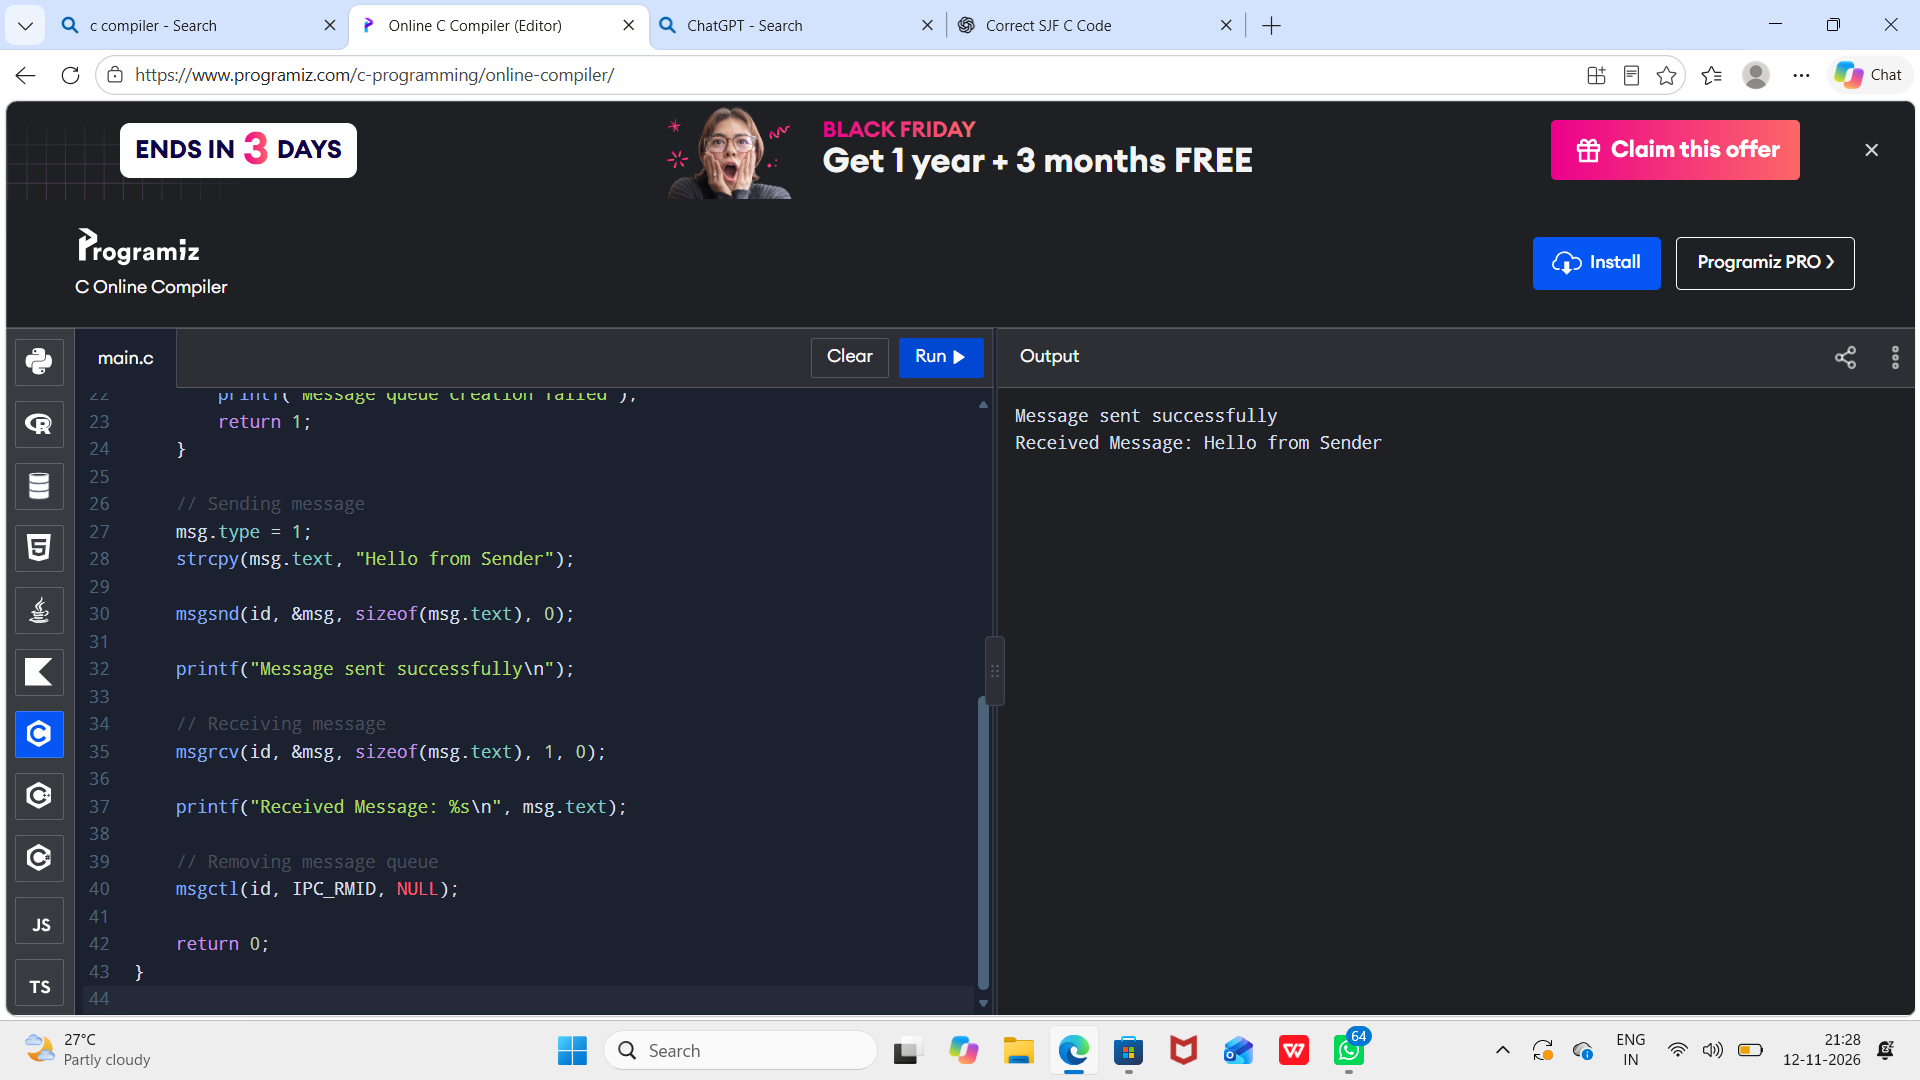 c compiler - Search
Online C Compiler (Editor)
ChatGPT - Search
Correct SJF C Code
https://www.programiz.com/c-programming/online-compiler/
Chat
ENDS IN 3 DAYS
BLACK FRIDAY
Get 1 year + 3 months FREE
Claim this offer
Programiz
C Online Compiler
Install
Programiz PRO
main.c
Clear
Run
Output
22 printf("Message queue creation failed");
23 return 1;
24 }
25
26 // Sending message
27 msg.type = 1;
28 strcpy(msg.text, "Hello from Sender");
29
30 msgsnd(id, &msg, sizeof(msg.text), 0);
31
32 printf("Message sent successfully\n");
33
34 // Receiving message
35 msgrcv(id, &msg, sizeof(msg.text), 1, 0);
36
37 printf("Received Message: %s\n", msg.text);
38
39 // Removing message queue
40 msgctl(id, IPC_RMID, NULL);
41
42 return 0;
43 }
44
Message sent successfully
Received Message: Hello from Sender
JS
TS
27°C
Partly cloudy
Search
64
ENG
IN
21:28
12-11-2026